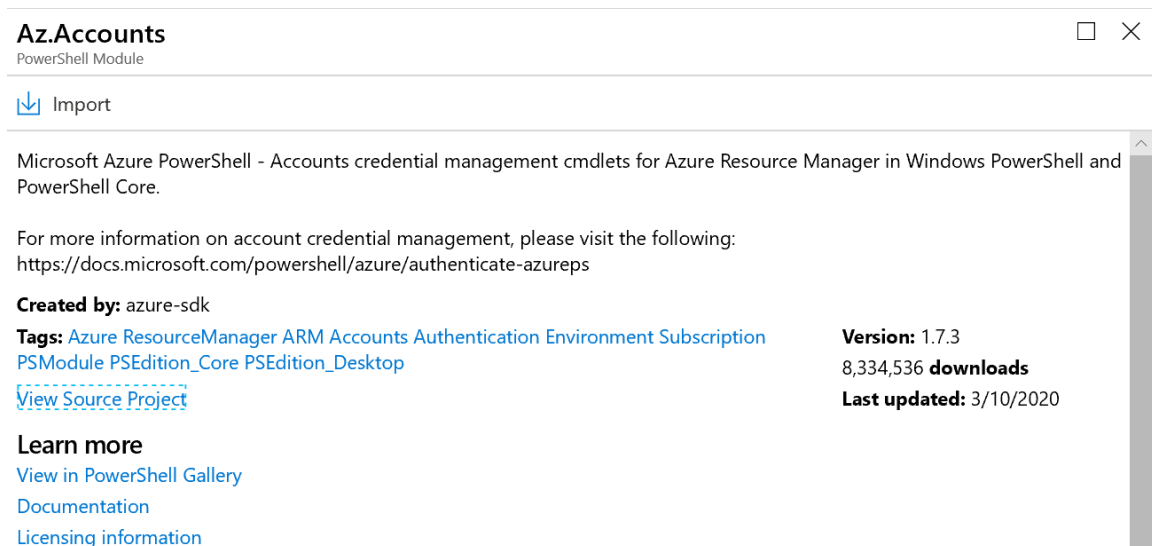 Az.Accounts
PowerShell Module
Import
Microsoft Azure PowerShell - Accounts credential management cmdlets for Azure Resource Manager in Windows PowerShell and
PowerShell Core.
For more information on account credential management, please visit the following:
https://docs.microsoft.com/powershell/azure/authenticate-azureps
Created by: azure-sdk
Tags: Azure ResourceManager ARM Accounts Authentication Environment Subscription
PSModule PSEdition_Core PSEdition_Desktop
View Source Project
Version: 1.7.3
8,334,536 downloads
Last updated: 3/10/2020
Learn more
View in PowerShell Gallery
Documentation
Licensing information